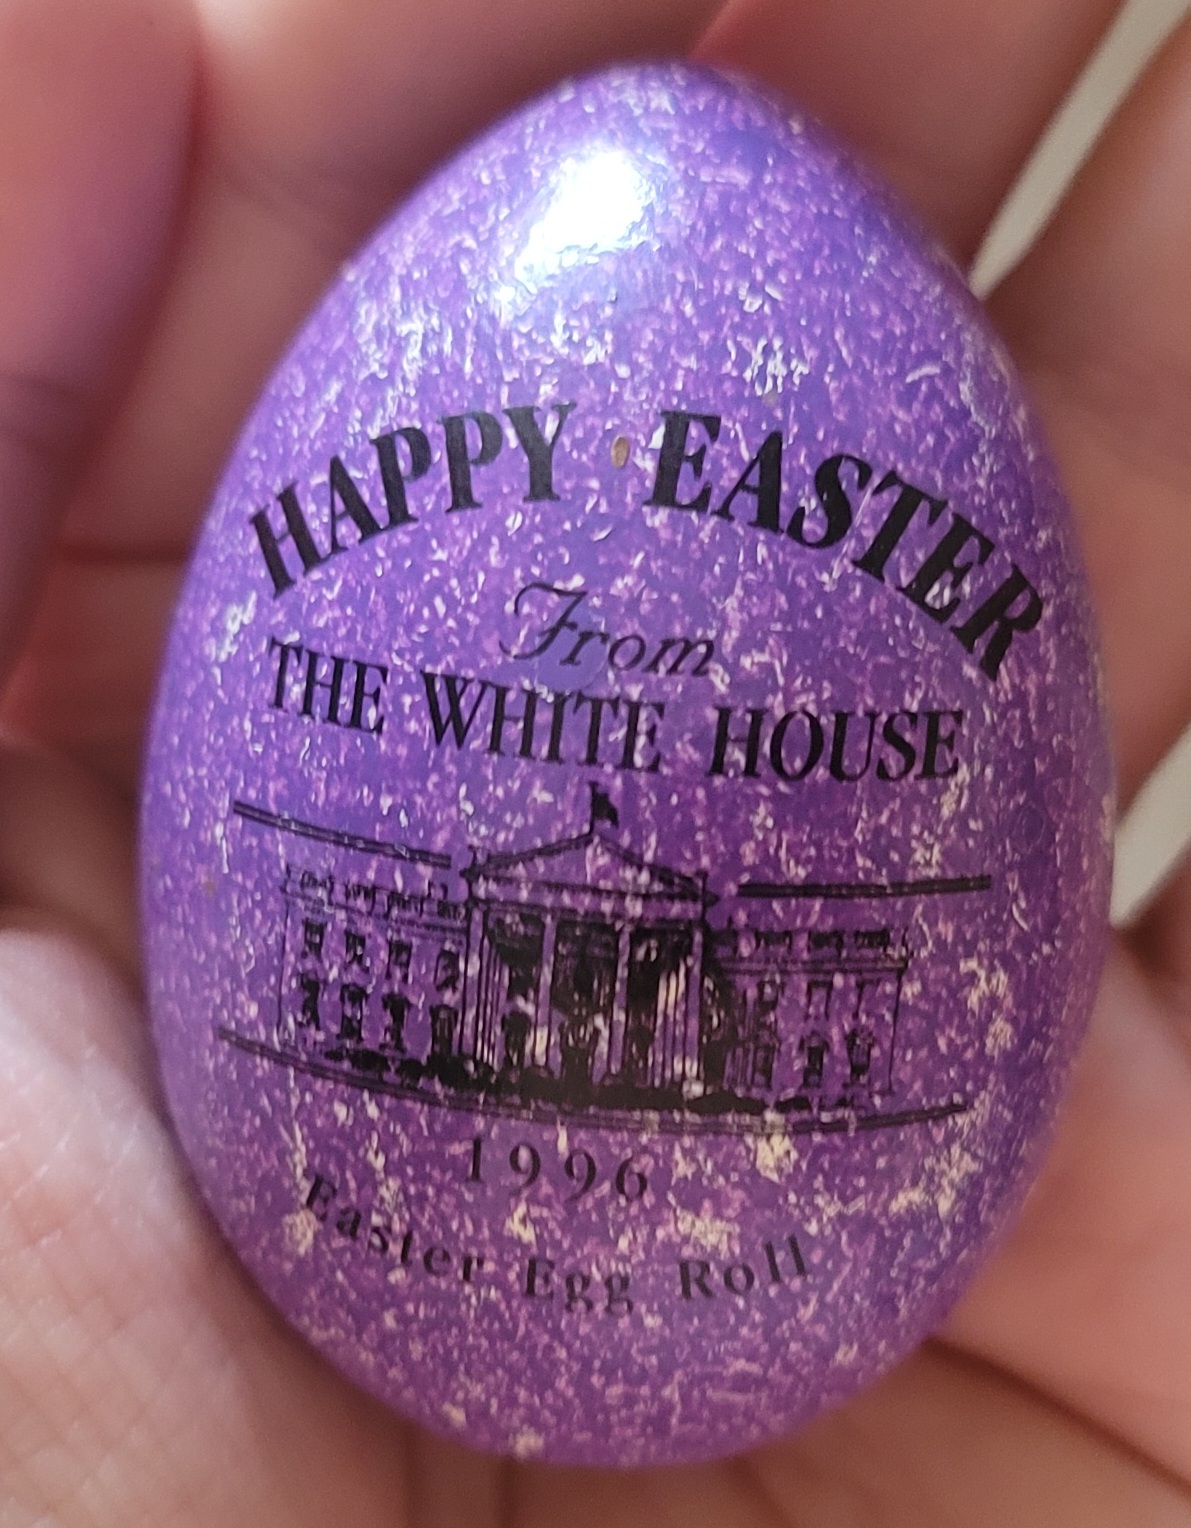 HAPPY EASTER
From
THE WHITE HOUSE
1996
Easter Egg Roll